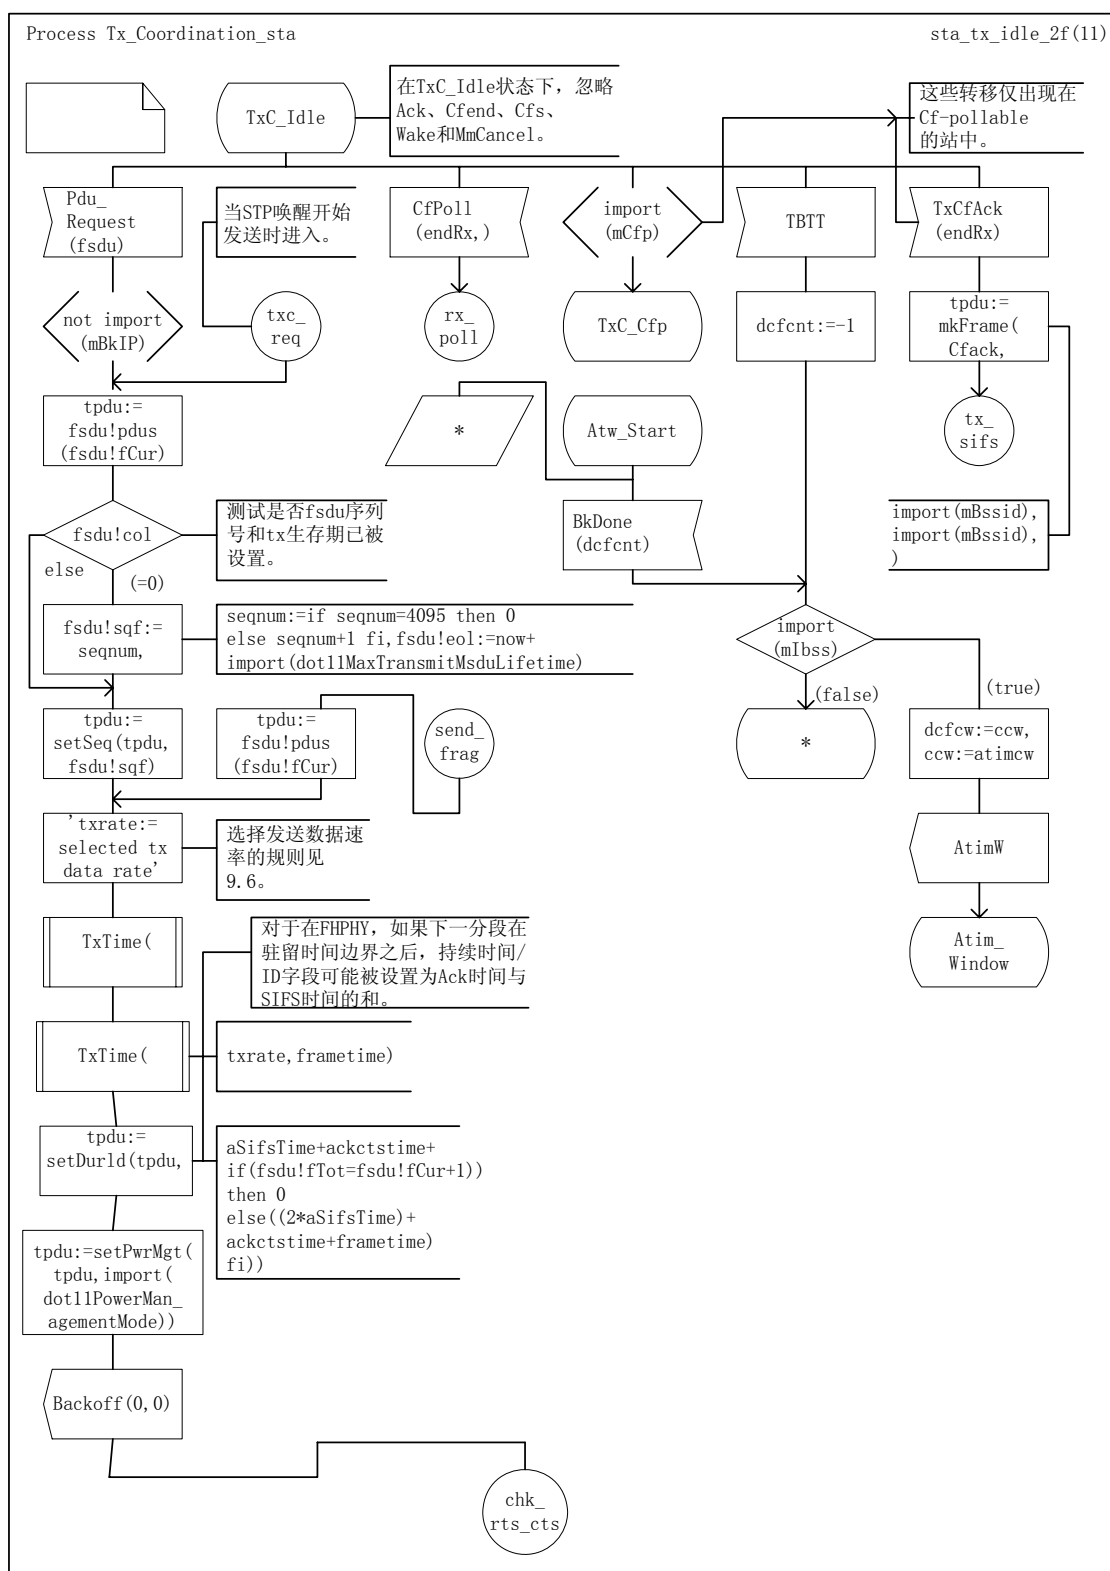 Process Tx_Coordination_sta
sta_tx_idle_2f(11)
TxC_Idle
在TxC_Idle状态下，忽略
Ack、Cfend、Cfs、
Wake和MmCancel。
这些转移仅出现在
Cf-pollable
的站中。
Pdu_
Request
(fsdu)
当STP唤醒开始
发送时进入。
CfPoll
(endRx,)
import
(mCfp)
TBTT
TxCfAck
(endRx)
not import
(mBkIP)
txc_
req
rx_
poll
TxC_Cfp
dcfcnt:=-1
tpdu:=
mkFrame(
Cfack,
tpdu:=
fsdu!pdus
(fsdu!fCur)
*
Atw_Start
tx_
sifs
fsdu!col
else
(=0)
测试是否fsdu序列
号和tx生存期已被
设置。
BkDone
(dcfcnt)
import(mBssid),
import(mBssid),
)
fsdu!sqf:=
seqnum,
seqnum:=if seqnum=4095 then 0
else seqnum+1 fi,fsdu!eol:=now+
import(dot11MaxTransmitMsduLifetime)
import
(mIbss)
(false)
(true)
tpdu:=
setSeq(tpdu,
fsdu!sqf)
tpdu:=
fsdu!pdus
(fsdu!fCur)
send_
frag
*
dcfcw:=ccw,
ccw:=atimcw
'txrate:=
selected tx
data rate'
选择发送数据速
率的规则见
9.6。
AtimW
TxTime(
对于在FHPHY，如果下一分段在
驻留时间边界之后，持续时间/
ID字段可能被设置为Ack时间与
SIFS时间的和。
Atim_
Window
TxTime(
txrate,frametime)
tpdu:=
setDurld(tpdu,
aSifsTime+ackctstime+
if(fsdu!fTot=fsdu!fCur+1))
then 0
else((2*aSifsTime)+
ackctstime+frametime)
fi))
tpdu:=setPwrMgt(
tpdu,import(
dot11PowerMan_
agementMode))
Backoff(0,0)
chk_
rts_cts